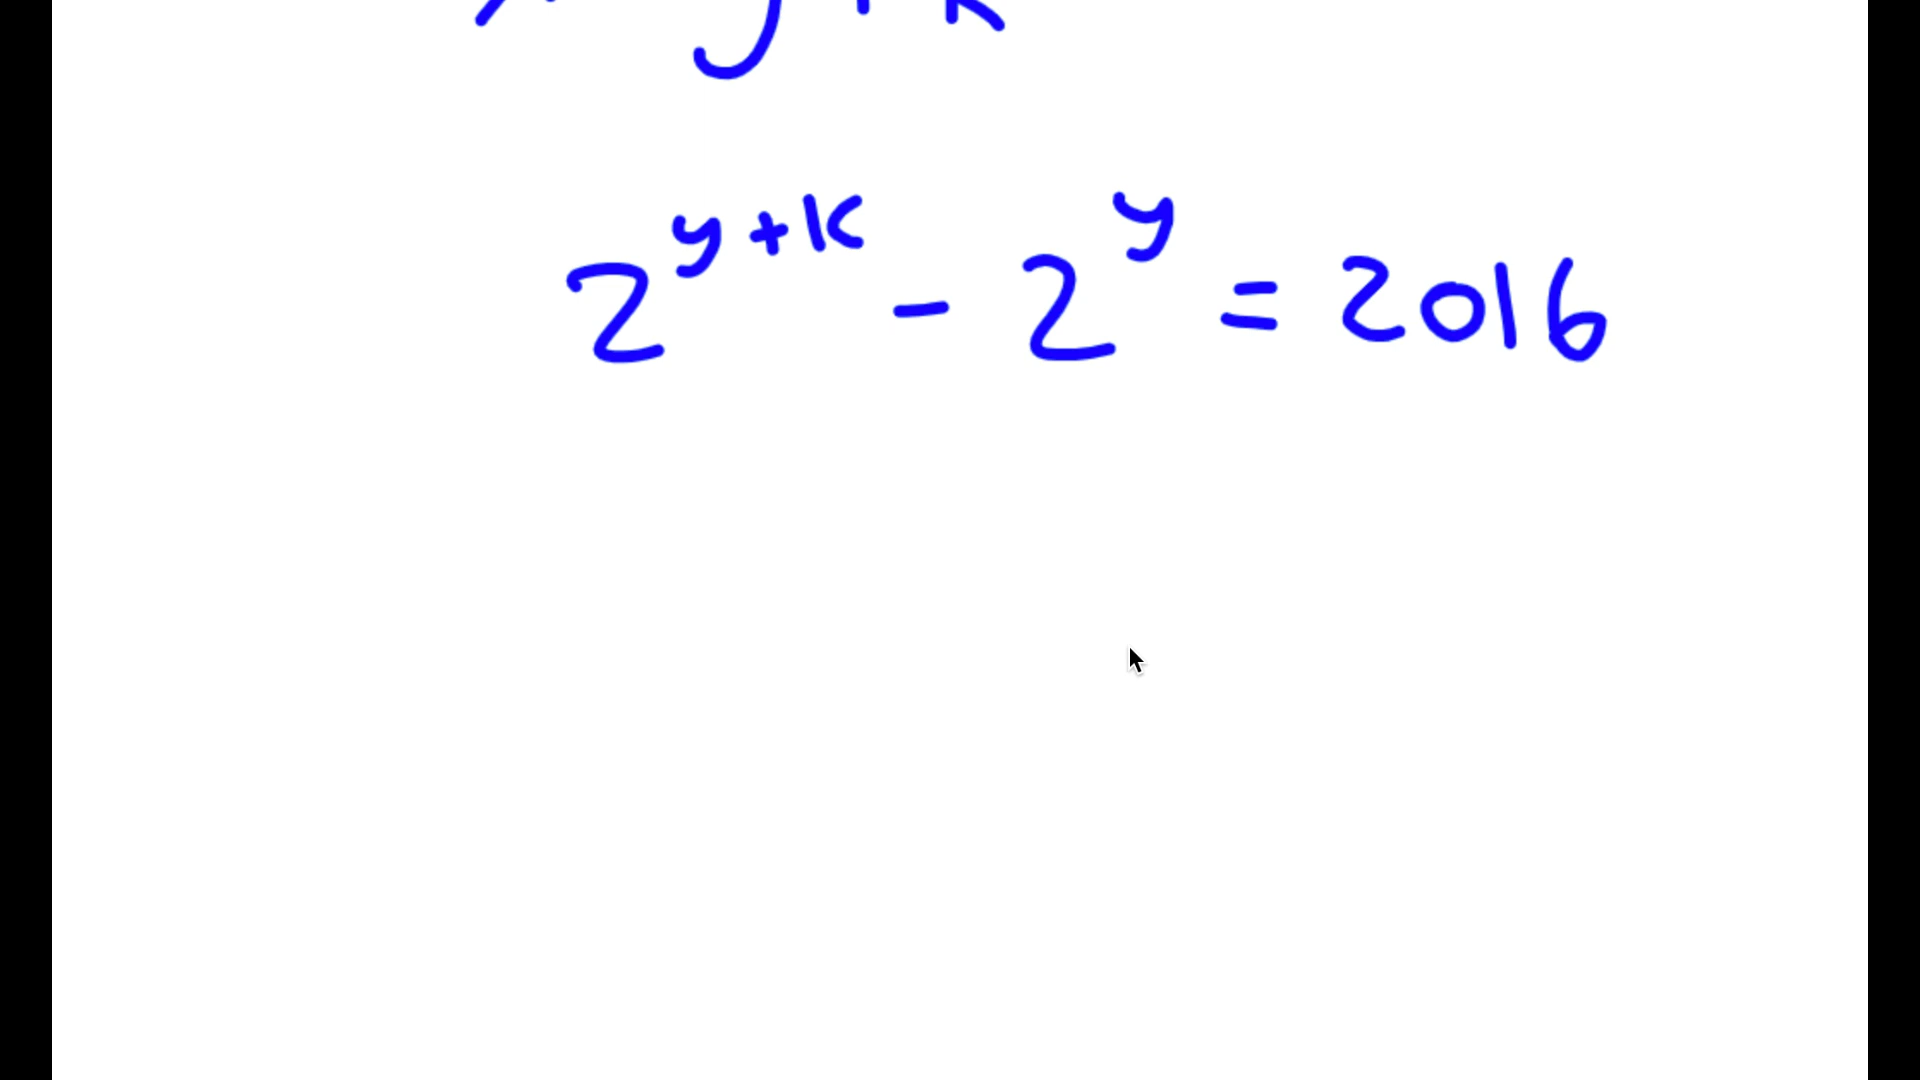 y + k
2^{y+k} - 2^y = 2016